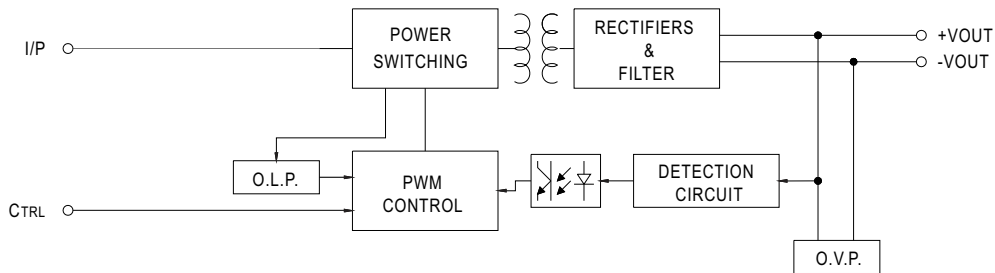 I/P
POWER
SWITCHING
RECTIFIERS
&
FILTER
+VOUT
-VOUT
O.L.P.
PWM
CONTROL
DETECTION
CIRCUIT
CTRL
O.V.P.